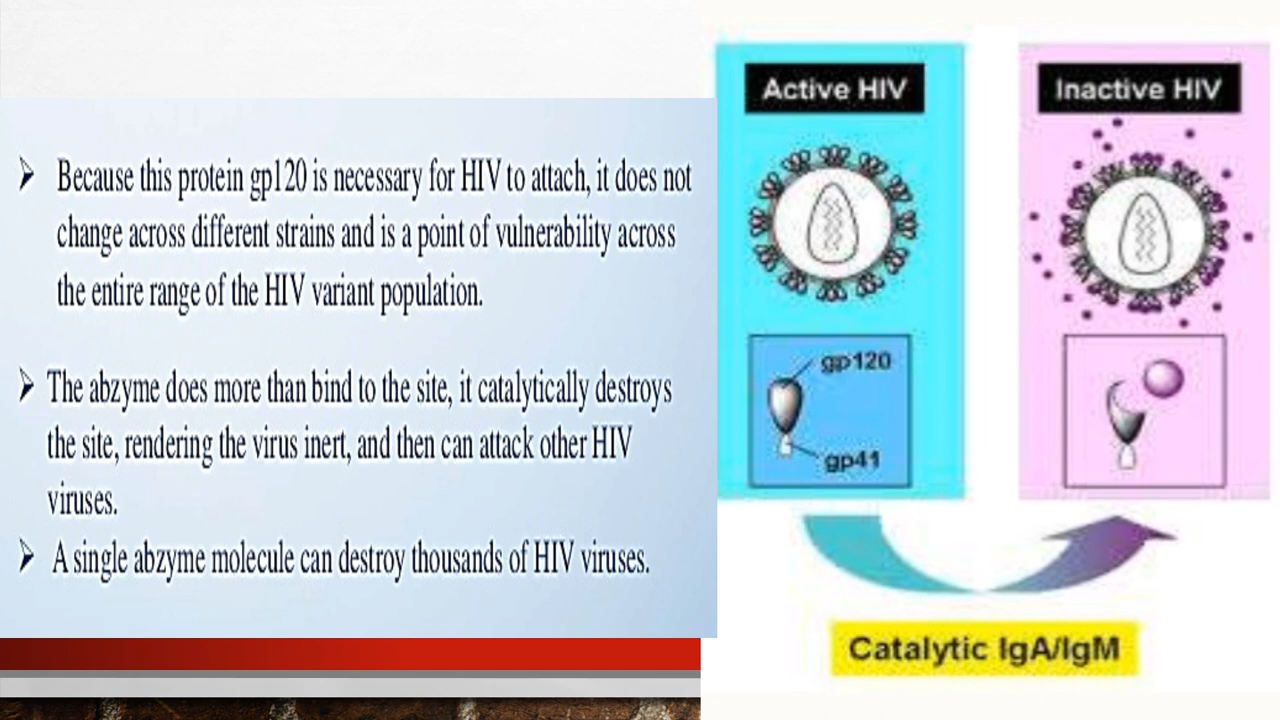 ➢ Because this protein gp120 is necessary for HIV to attach, it does not
change across different strains and is a point of vulnerability across
the entire range of the HIV variant population.
➢ The abzyme does more than bind to the site, it catalytically destroys
the site, rendering the virus inert, and then can attack other HIV
viruses.
➢ A single abzyme molecule can destroy thousands of HIV viruses.
Active HIV
gp120
gp41
Inactive HIV
Catalytic IgA/IgM